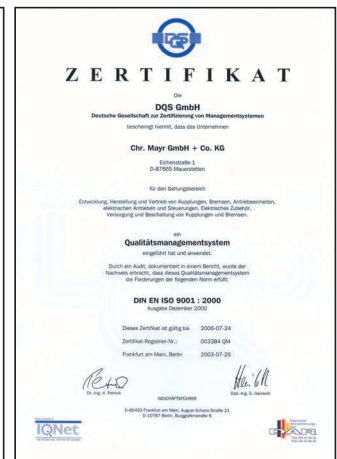 DQS
ZERTIFIKAT
Die
DQS GmbH
Deutsche Gesellschaft zur Zertifizierung von Managementsystemen
bescheinigt hiermit, dass das Unternehmen
Chr. Mayr GmbH + Co. KG
Eichenstraße 1
D-87665 Mauerstetten
für den Geltungsbereich
Entwicklung, Herstellung und Vertrieb von Kupplungen, Bremsen, Antriebseinheiten,
elektrischen Antrieben und Steuerungen. Elektrisches Zubehör,
Versorgung und Beschaltung von Kupplungen und Bremsen.
ein
Qualitätsmanagementsystem
eingeführt hat und anwendet.
Durch ein Audit, dokumentiert in einem Bericht, wurde der
Nachweis erbracht, dass dieses Qualitätsmanagementsystem
die Forderungen der folgenden Norm erfüllt:
DIN EN ISO 9001 : 2000
Ausgabe Dezember 2000
Dieses Zertifikat ist gültig bis 2006-07-24
Zertifikat-Registrier-Nr.: 003384 QM
Frankfurt am Main, Berlin 2003-07-25
Dr.-Ing. K. Petrick Dipl.-Ing. S. Heinloth
GESCHÄFTSFÜHRER
D-60433 Frankfurt am Main, August-Schanz-Straße 21
D-10787 Berlin, Burggrafenstraße 6
IQNet